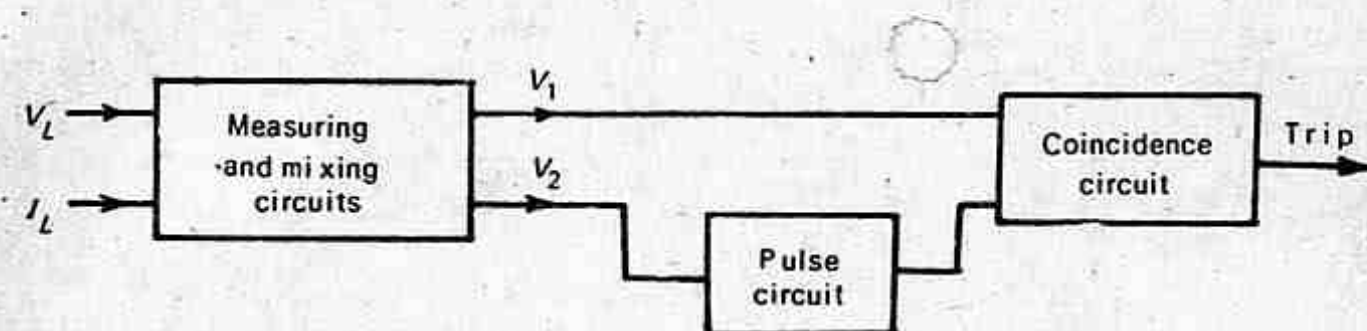 V_L
I_L
Measuring
and mixing
circuits
V_1
V_2
Pulse
circuit
Coincidence
circuit
Trip